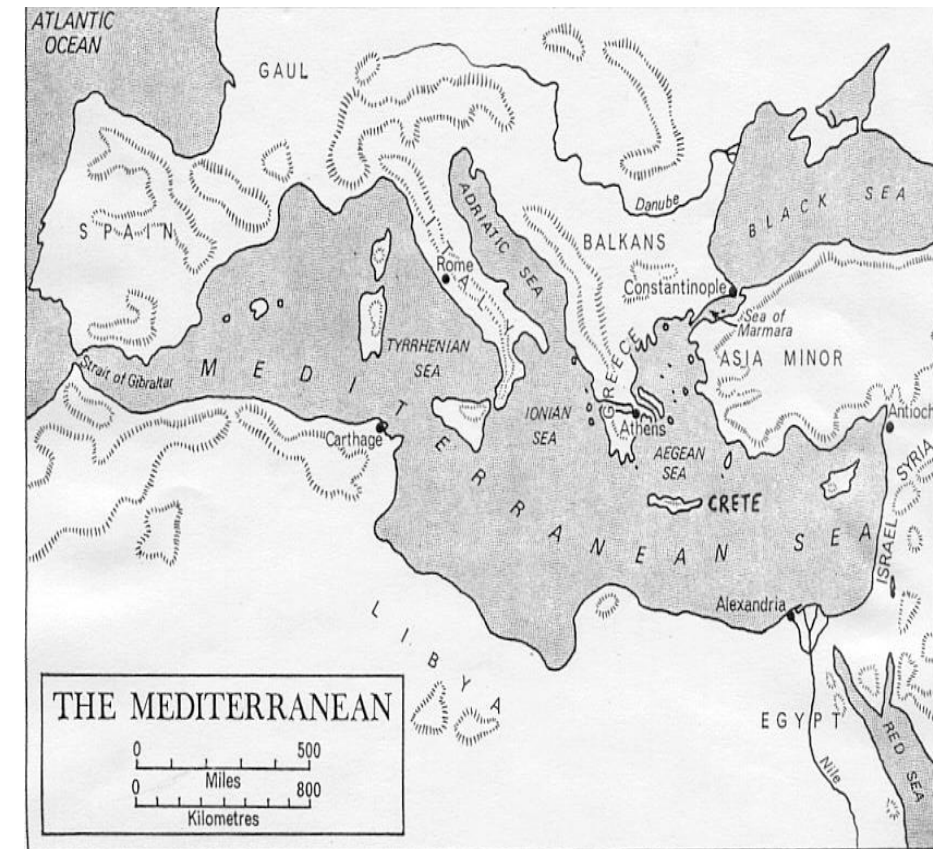 ATLANTIC
OCEAN
GAUL
SPAIN
ITALY
Rome
ADRIATIC SEA
BALKANS
Danube
BLACK SEA
Constantinople
Sea of
Marmara
ASIA MINOR
GREECE
Athens
TYRRHENIAN
SEA
IONIAN
SEA
AEGEAN
SEA
Strait of Gibraltar
MEDITERRANEAN SEA
Carthage
CRETE
Antioch
SYRIA
ISRAEL
Alexandria
LIBYA
EGYPT
Nile
RED SEA
THE MEDITERRANEAN
0 500
Miles
0 800
Kilometres